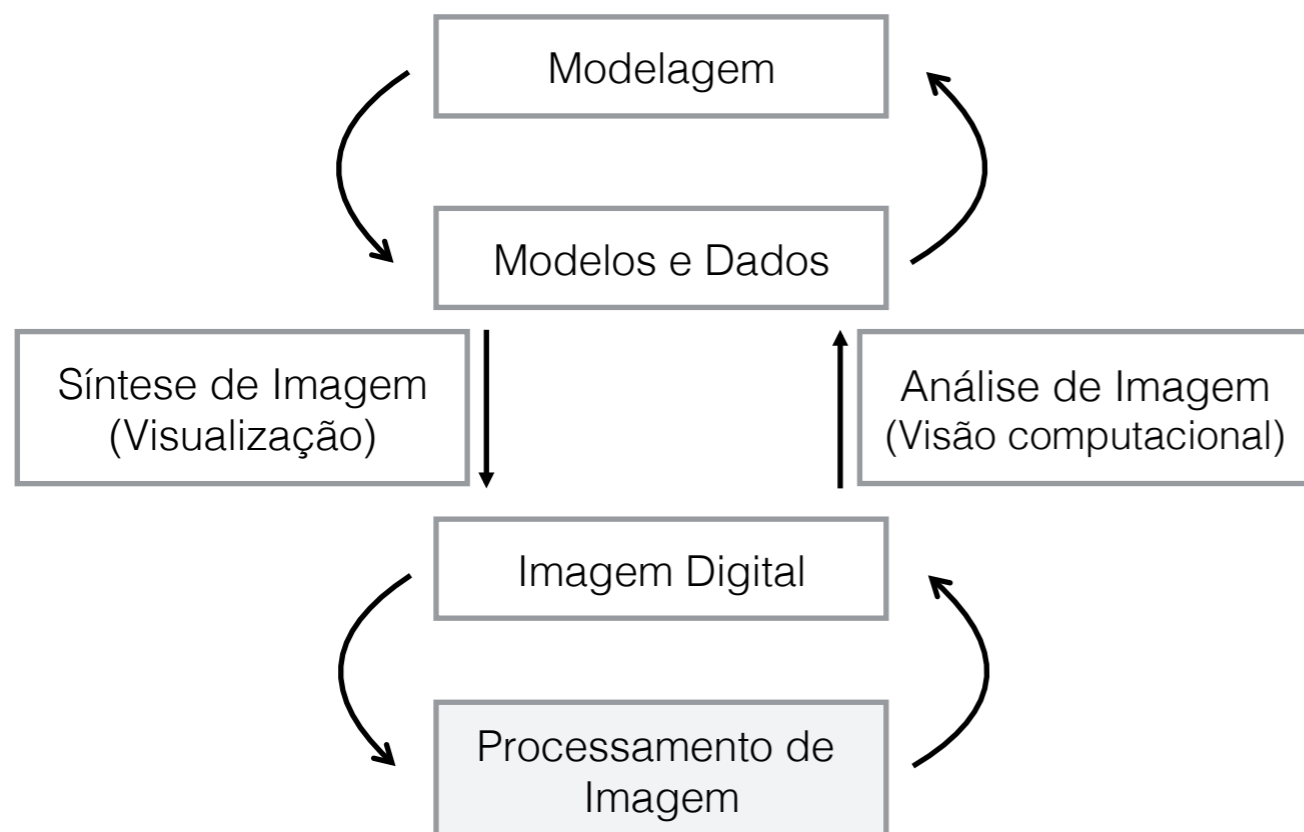 Modelagem
Modelos e Dados
Síntese de Imagem
(Visualização)
Análise de Imagem
(Visão computacional)
Imagem Digital
Processamento de
Imagem